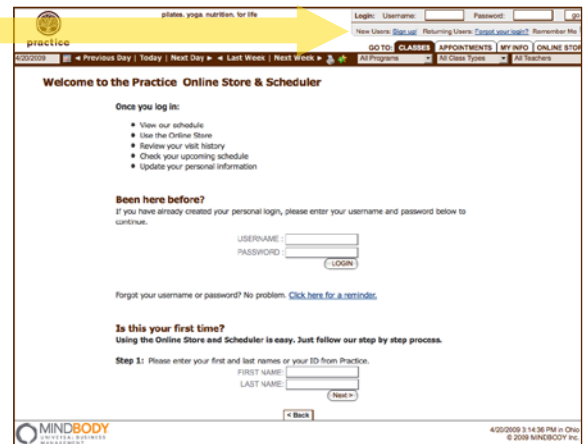 pilates. yoga. nutrition. for life
Login: Username: Password: go
New Users: Sign up! Returning Users: Forgot your login? Remember Me
practice
GO TO: CLASSES APPOINTMENTS MY INFO ONLINE STOR
4/20/2009 ◄ Previous Day | Today | Next Day ► ◄ Last Week | Next Week ► All Programs All Class Types All Teachers
Welcome to the Practice Online Store & Scheduler
Once you log in:
• View our schedule
• Use the Online Store
• Review your visit history
• Check your upcoming schedule
• Update your personal information
Been here before?
If you have already created your personal login, please enter your username and password below to
continue.
USERNAME :
PASSWORD :
LOGIN
Forgot your username or password? No problem. Click here for a reminder.
Is this your first time?
Using the Online Store and Scheduler is easy. Just follow our step by step process.
Step 1: Please enter your first and last names or your ID from Practice.
FIRST NAME:
LAST NAME:
Next >
< Back
MINDBODY
UNIVERSAL BUSINESS
MANAGEMENT
4/20/2009 3:14:36 PM in Ohio
© 2009 MINDBODY Inc.